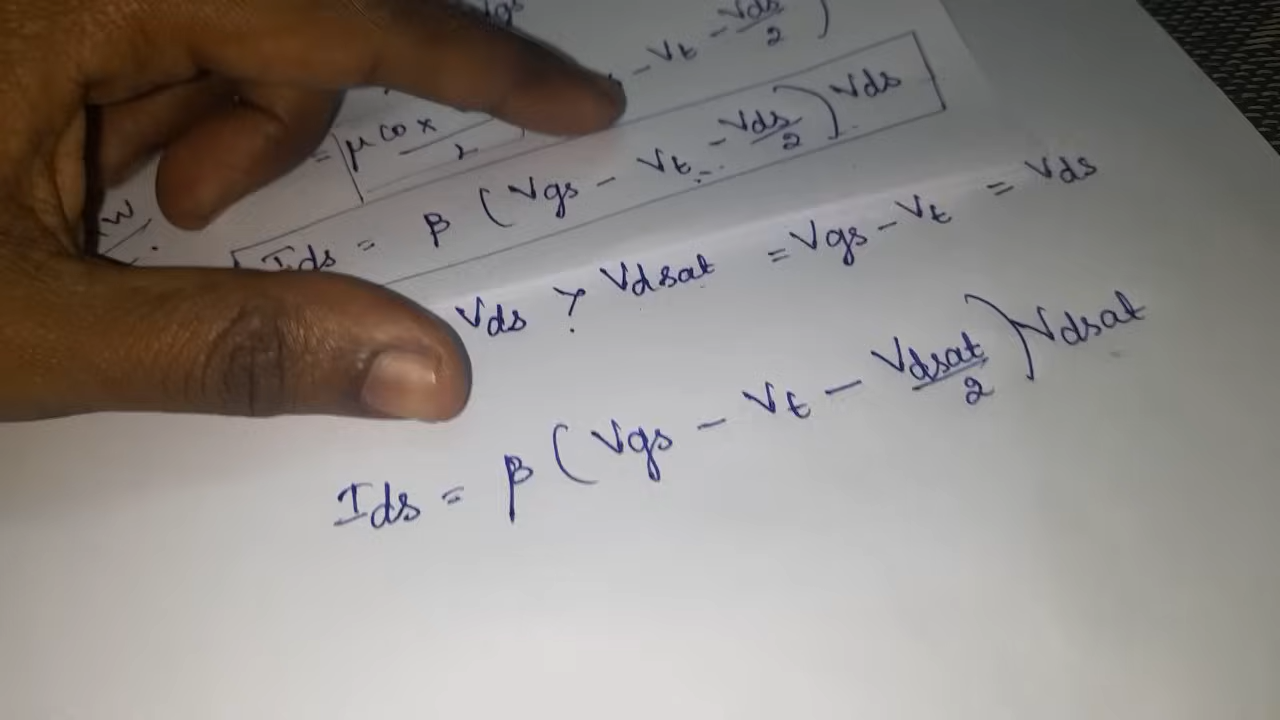 Vgs
- Vt - Vds/2 )
= μ cox / 2
W
Ids = β ( Vgs - Vt - Vds/2 ) Vds
Vds > Vdsat = Vgs - Vt = Vds
Ids = β ( Vgs - Vt - Vdsat/2 ) Vdsat